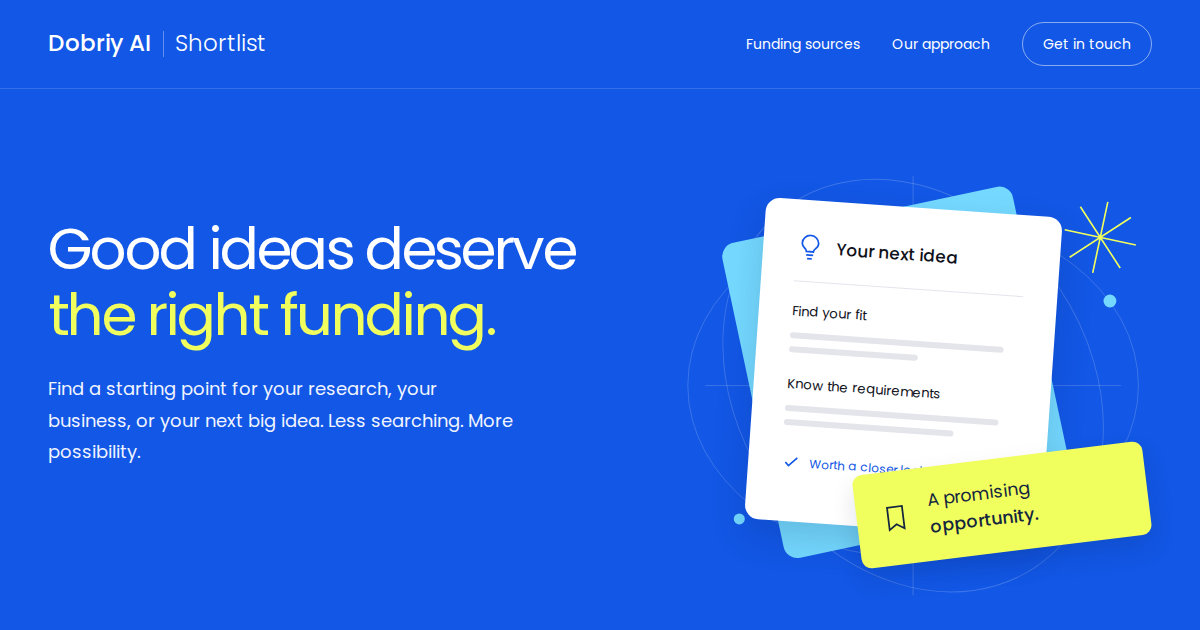 Dobriy AI | Shortlist
Funding sources
Our approach
Get in touch
Good ideas deserve
the right funding.
Find a starting point for your research, your
business, or your next big idea. Less searching. More
possibility.
Your next idea
Find your fit
Know the requirements
Worth a closer
A promising
opportunity.